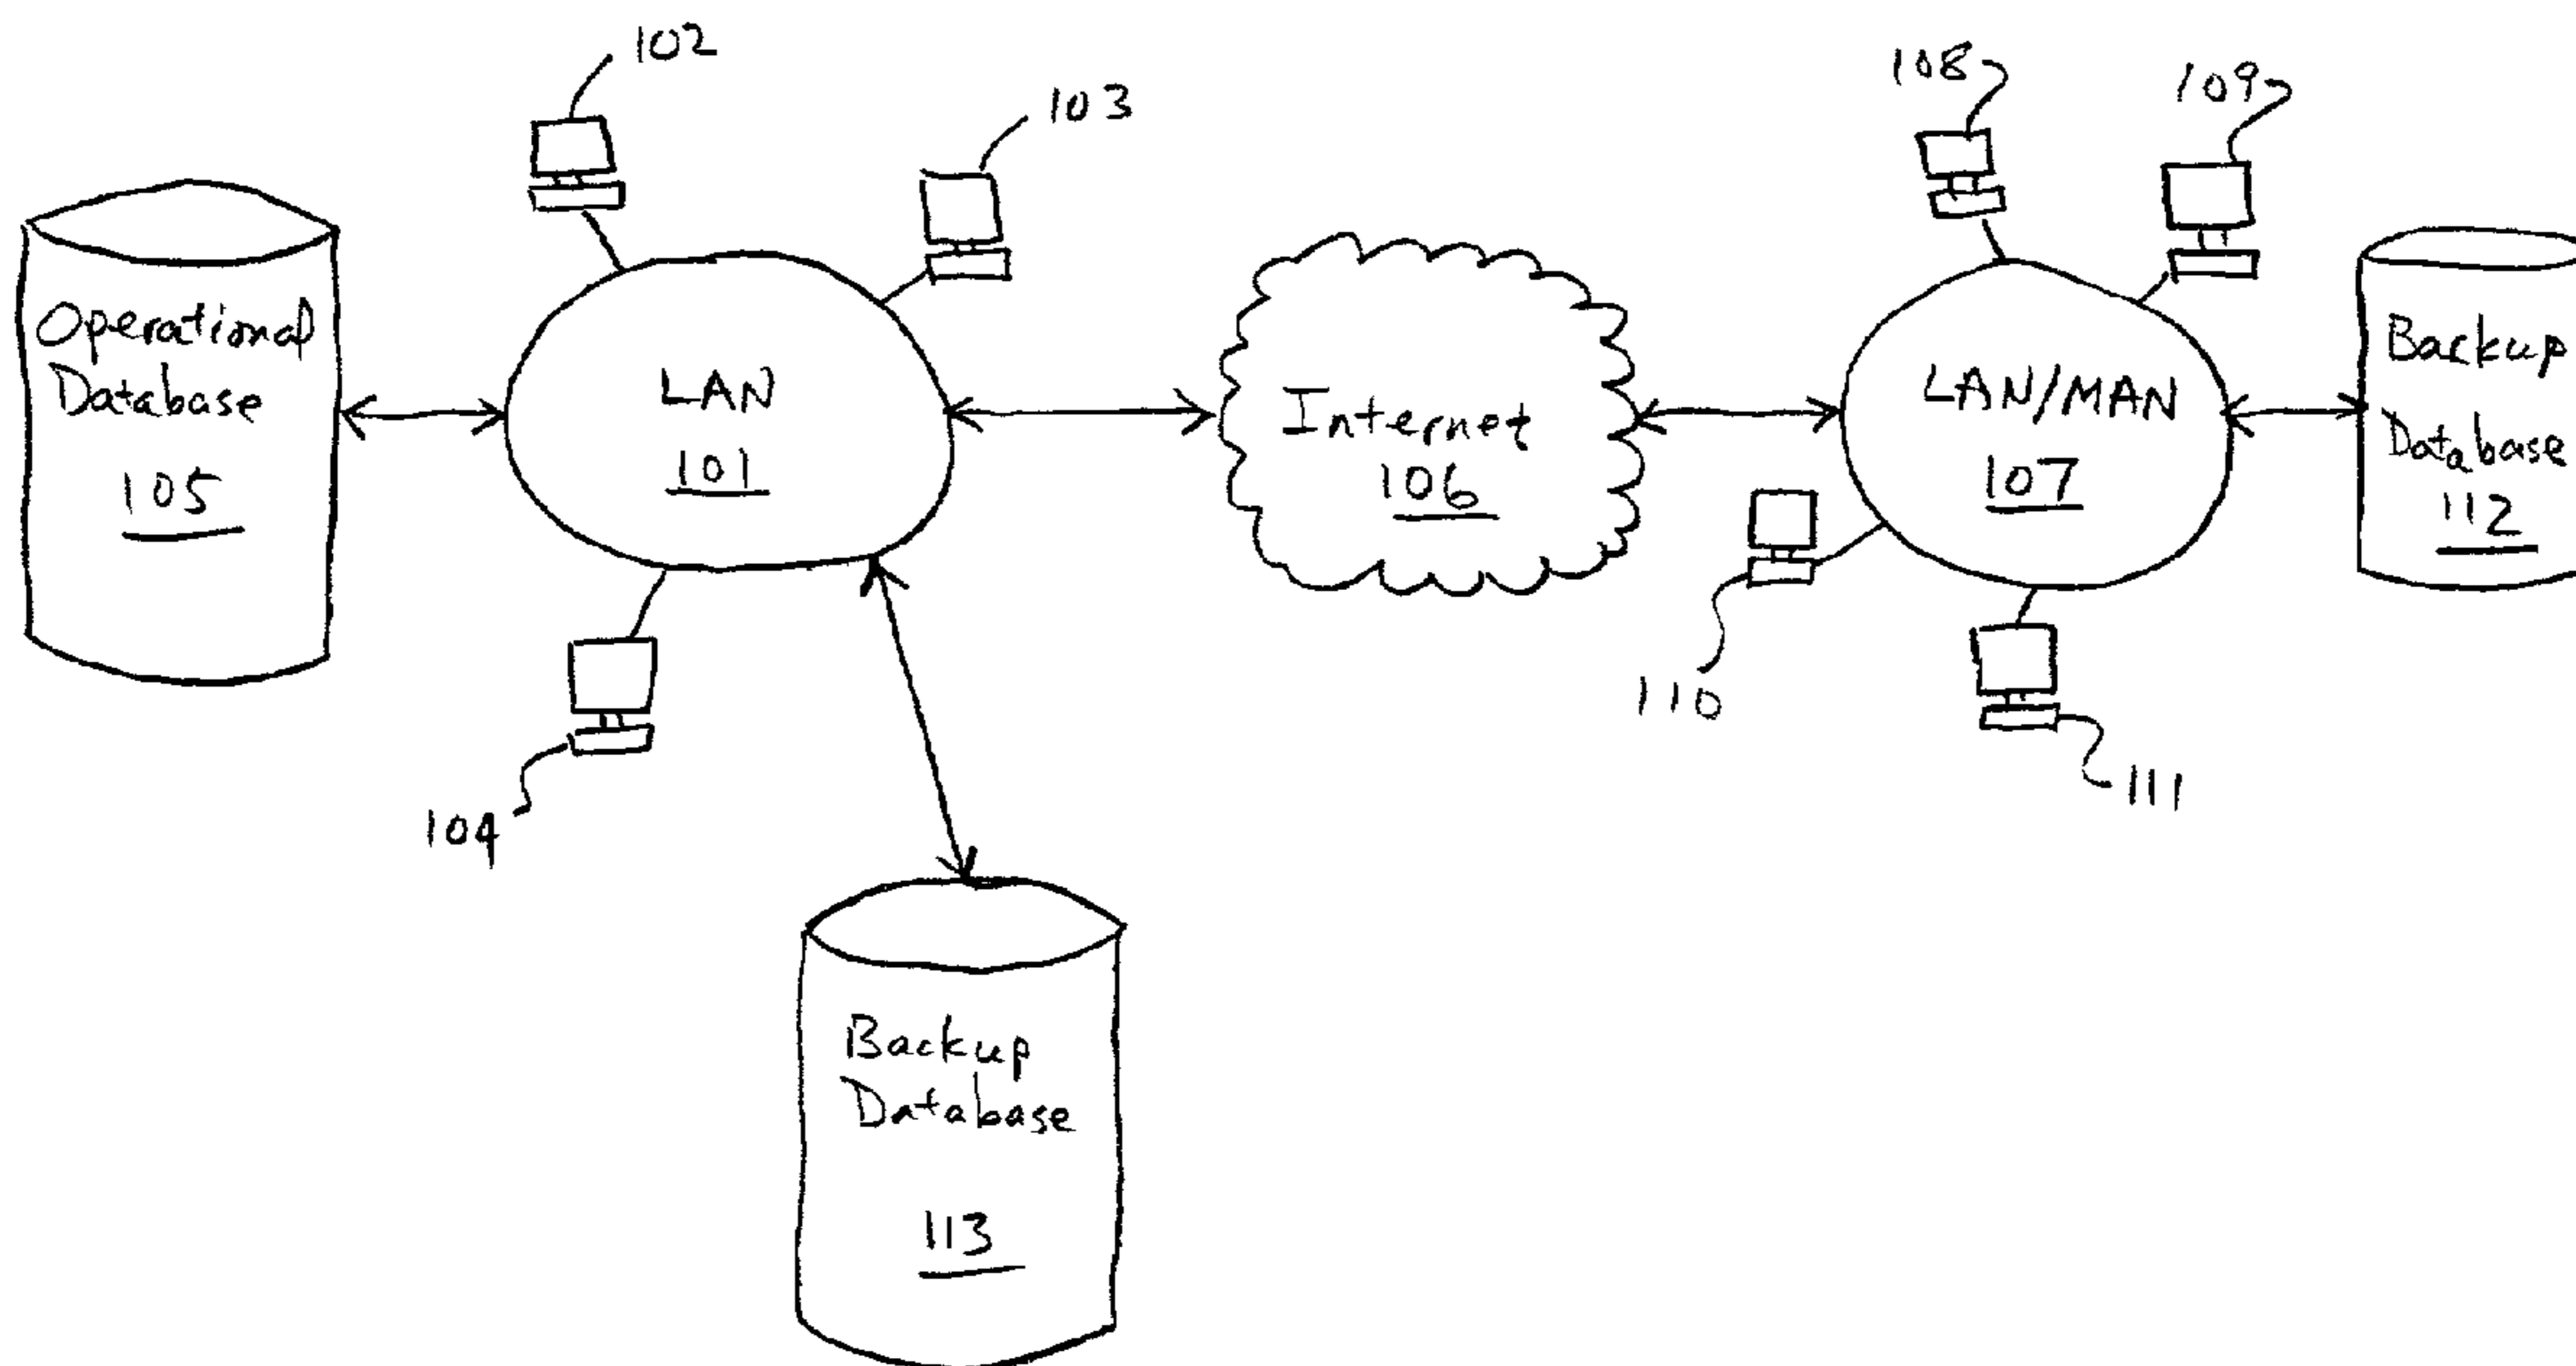 102
103
108
109
Operational
Database
105
LAN
101
Internet
106
LAN/MAN
107
Backup
Database
112
110
111
104
Backup
Database
113